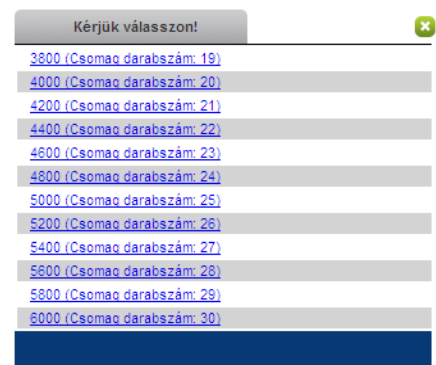 Kérjük válasszon!
3800 (Csomag darabszám: 19)
4000 (Csomag darabszám: 20)
4200 (Csomag darabszám: 21)
4400 (Csomag darabszám: 22)
4600 (Csomag darabszám: 23)
4800 (Csomag darabszám: 24)
5000 (Csomag darabszám: 25)
5200 (Csomag darabszám: 26)
5400 (Csomag darabszám: 27)
5600 (Csomag darabszám: 28)
5800 (Csomag darabszám: 29)
6000 (Csomag darabszám: 30)